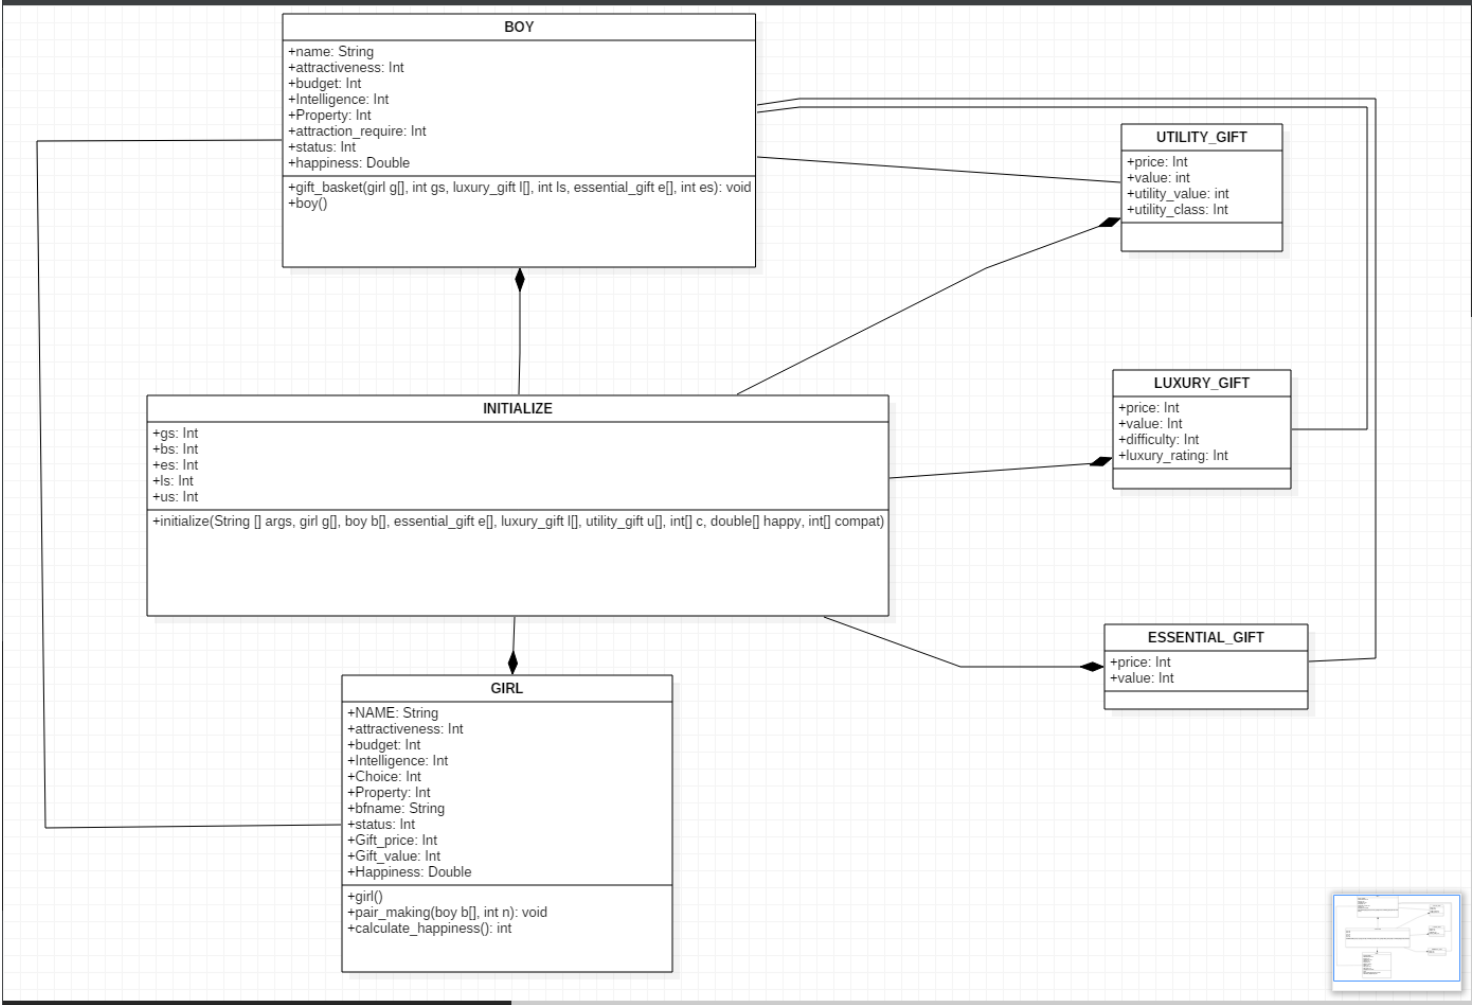 BOY
+name: String
+attractiveness: Int
+budget: Int
+Intelligence: Int
+Property: Int
+attraction_require: Int
+status: Int
+happiness: Double
+gift_basket(girl g[], int gs, luxury_gift l[], int ls, essential_gift e[], int es): void
+boy()
UTILITY_GIFT
+price: Int
+value: int
+utility_value: int
+utility_class: Int
INITIALIZE
+gs: Int
+bs: Int
+es: Int
+ls: Int
+us: Int
+initialize(String [] args, girl g[], boy b[], essential_gift e[], luxury_gift l[], utility_gift u[], int[] c, double[] happy, int[] compat)
LUXURY_GIFT
+price: Int
+value: Int
+difficulty: Int
+luxury_rating: Int
ESSENTIAL_GIFT
+price: Int
+value: Int
GIRL
+NAME: String
+attractiveness: Int
+budget: Int
+Intelligence: Int
+Choice: Int
+Property: Int
+bfname: String
+status: Int
+Gift_price: Int
+Gift_value: Int
+Happiness: Double
+girl()
+pair_making(boy b[], int n): void
+calculate_happiness(): int